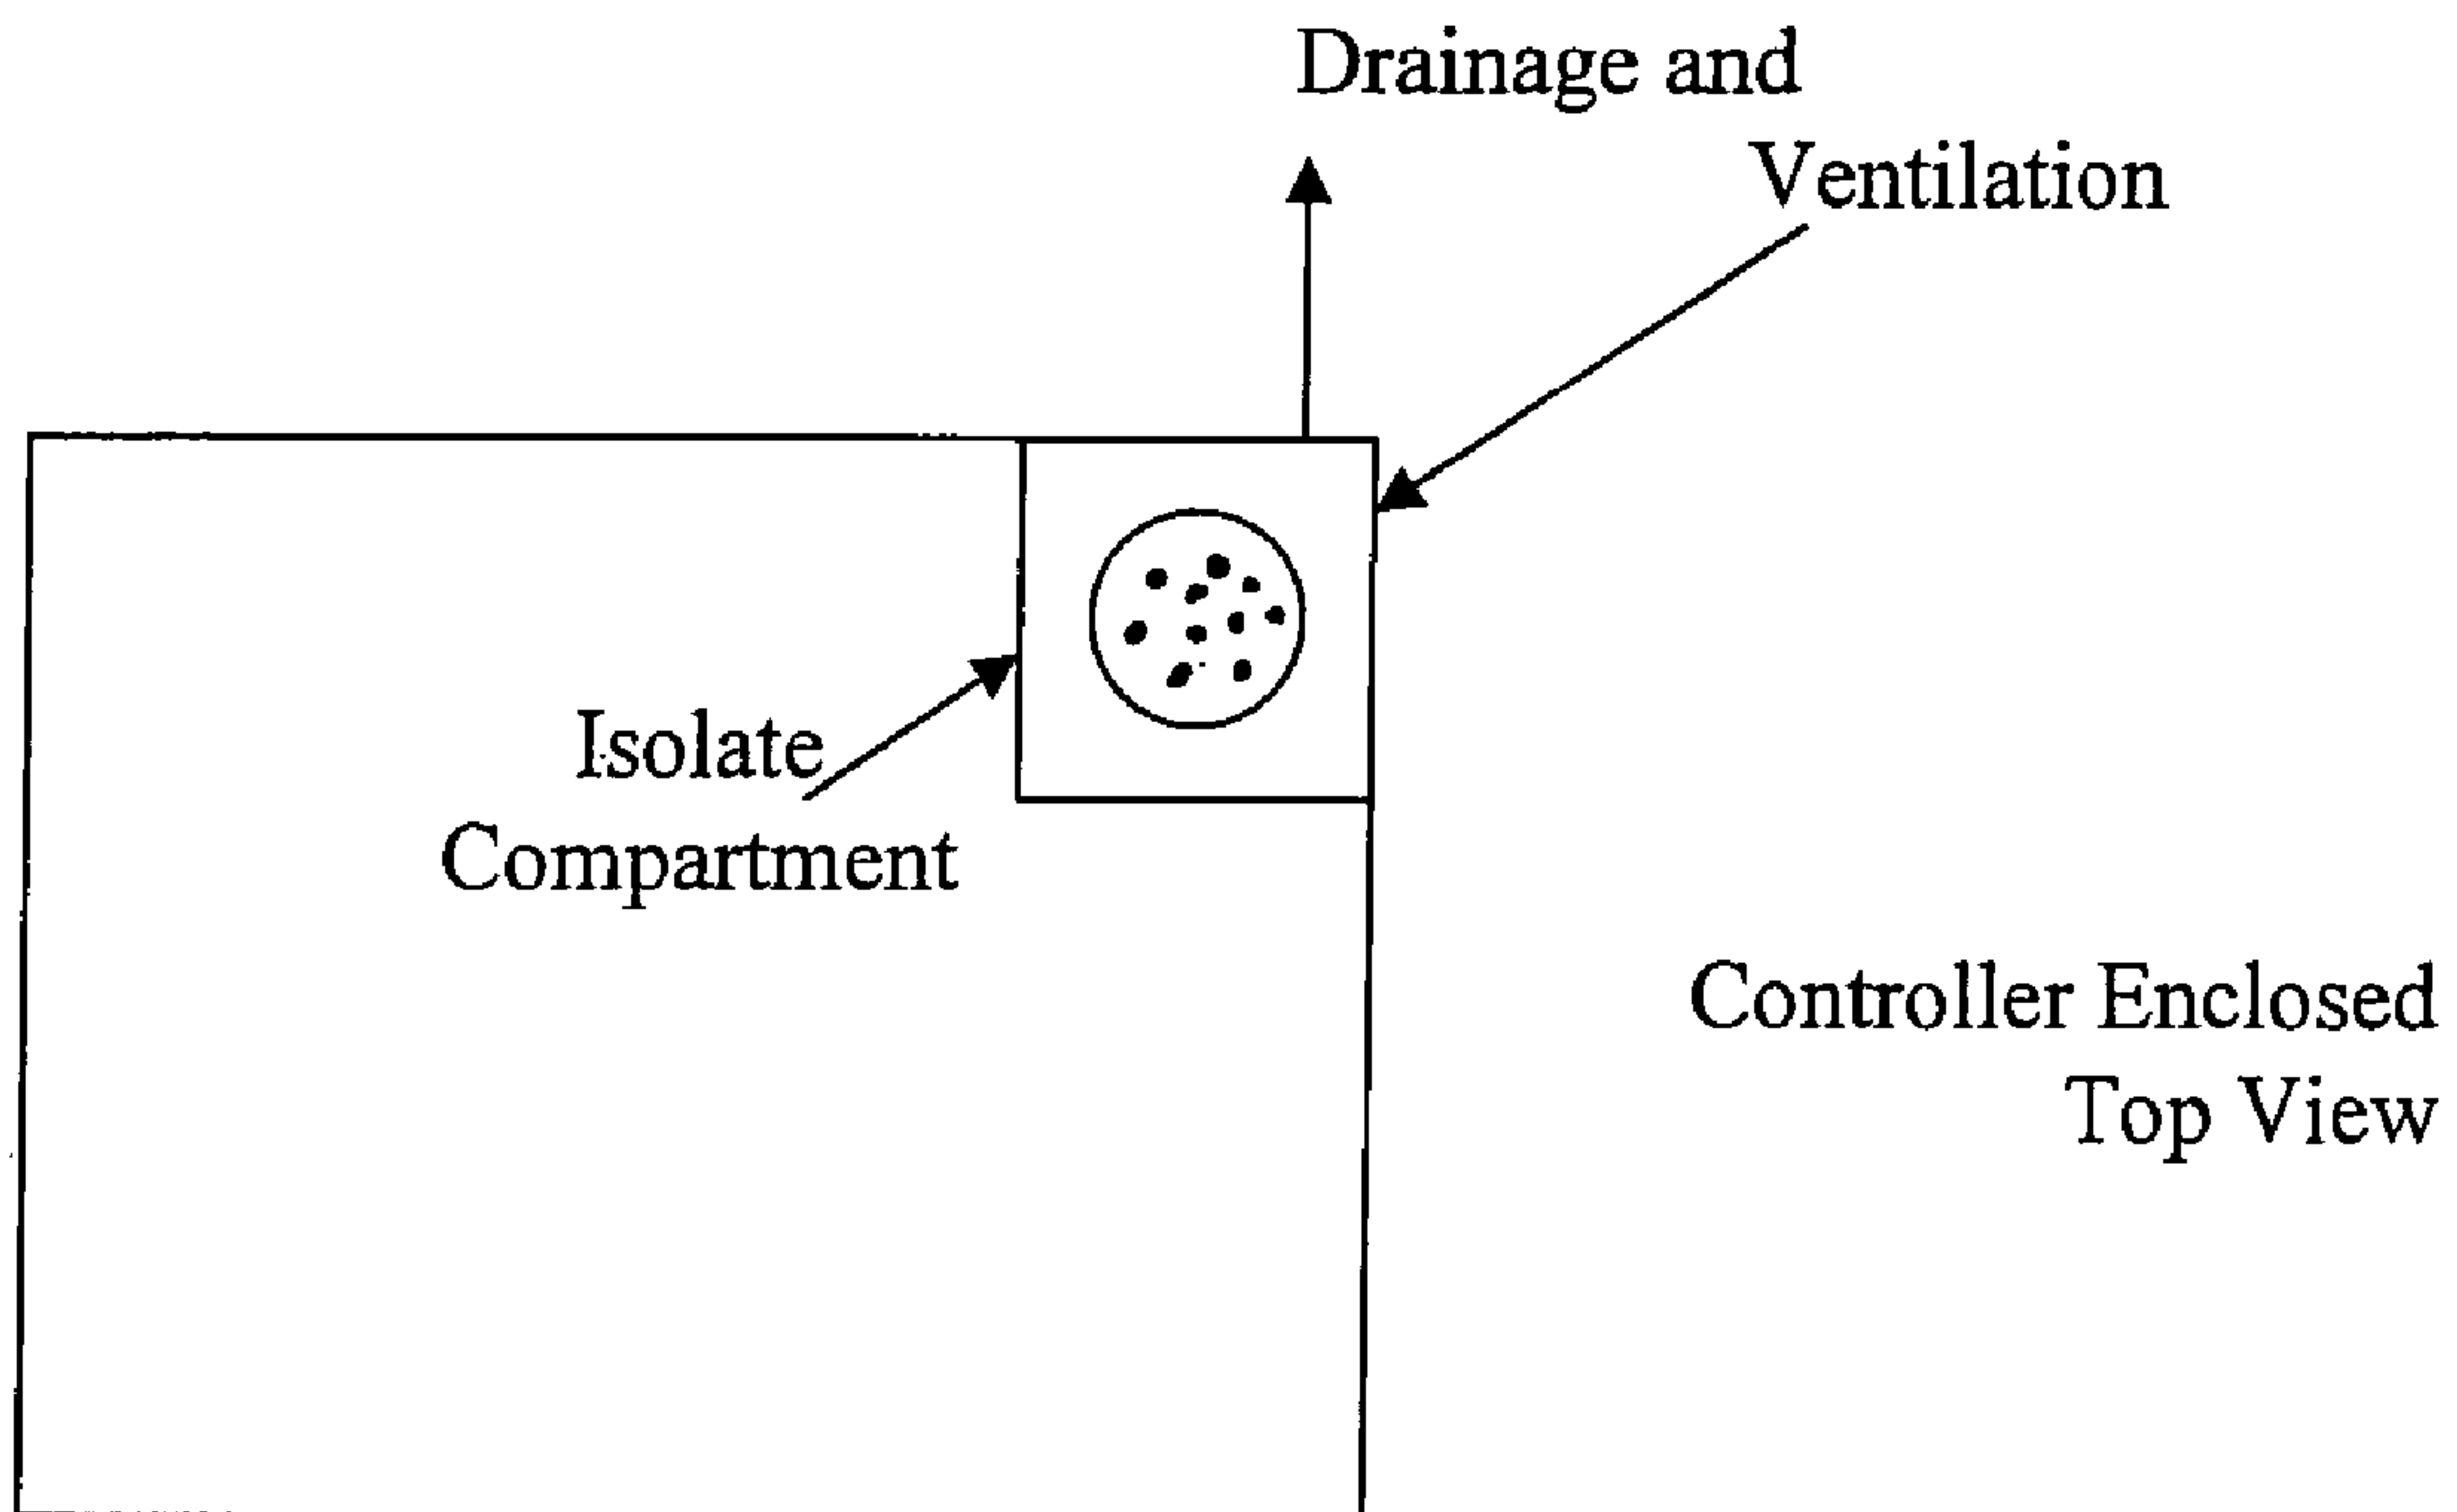 Drainage and
Ventilation
Isolate
Compartment
Controller Enclosed
Top View